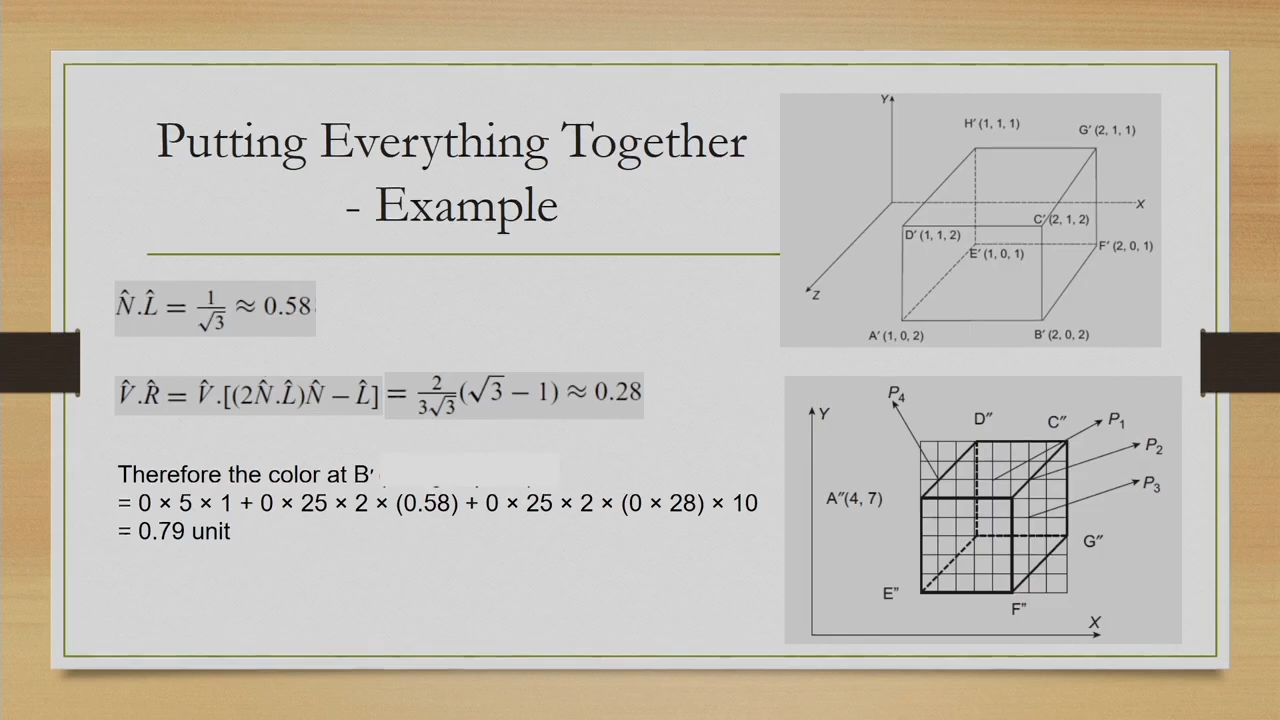 Putting Everything Together
- Example
N̂.L̂ = 1/√3 ≈ 0.58
V̂.R̂ = V̂.[(2N̂.L̂)N̂ − L̂] = 2/3√3 (√3 − 1) ≈ 0.28
Therefore the color at B′
= 0 × 5 × 1 + 0 × 25 × 2 × (0.58) + 0 × 25 × 2 × (0 × 28) × 10
= 0.79 unit
Y
H′ (1, 1, 1)
G′ (2, 1, 1)
X
C′ (2, 1, 2)
D′ (1, 1, 2)
E′ (1, 0, 1)
F′ (2, 0, 1)
Z
A′ (1, 0, 2)
B′ (2, 0, 2)
P4
Y
D″
C″
P1
P2
P3
A″(4, 7)
G″
E″
F″
X